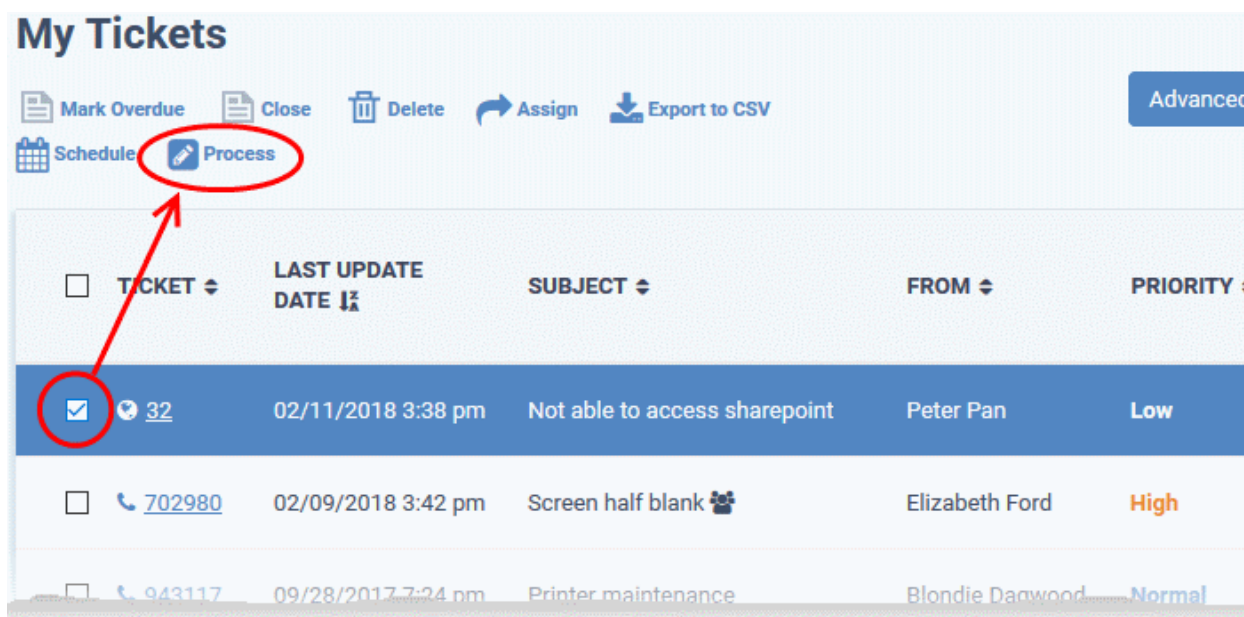 My Tickets
Mark Overdue Close Delete Assign Export to CSV
Advanced
Schedule Process
TICKET LAST UPDATE DATE SUBJECT FROM PRIORITY
32 02/11/2018 3:38 pm Not able to access sharepoint Peter Pan Low
702980 02/09/2018 3:42 pm Screen half blank Elizabeth Ford High
943117 09/28/2017 7:24 pm Printer maintenance Blondie Dagwood Normal